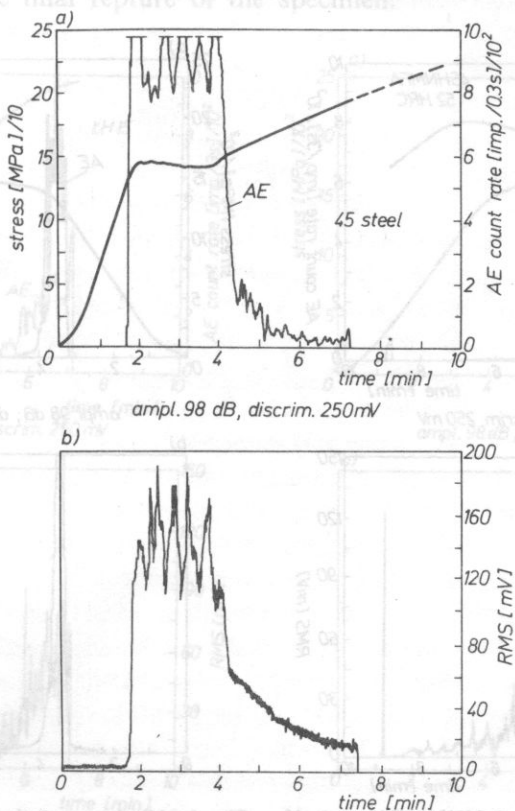 a)
25
20
15
10
5
0
stress [MPa]/10
10
8
6
4
2
0
AE count rate [imp./0.3s]/10²
AE
45 steel
0 2 4 6 8 10
time [min]
ampl. 98 dB, discrim. 250mV
b)
200
160
120
80
40
0
RMS [mV]
0 2 4 6 8 10
time [min]